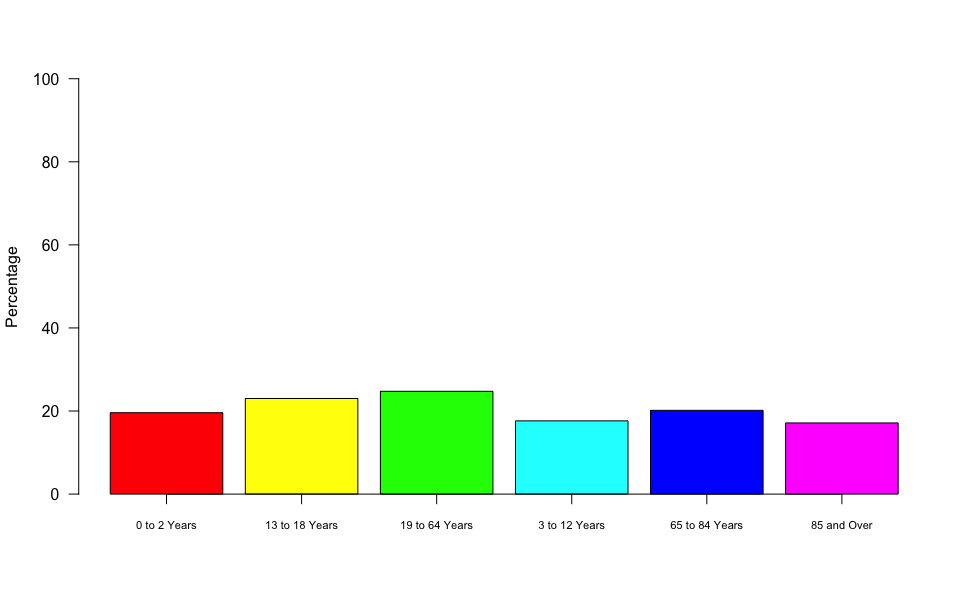 100
80
60
40
20
0
Percentage
0 to 2 Years
13 to 18 Years
19 to 64 Years
3 to 12 Years
65 to 84 Years
85 and Over